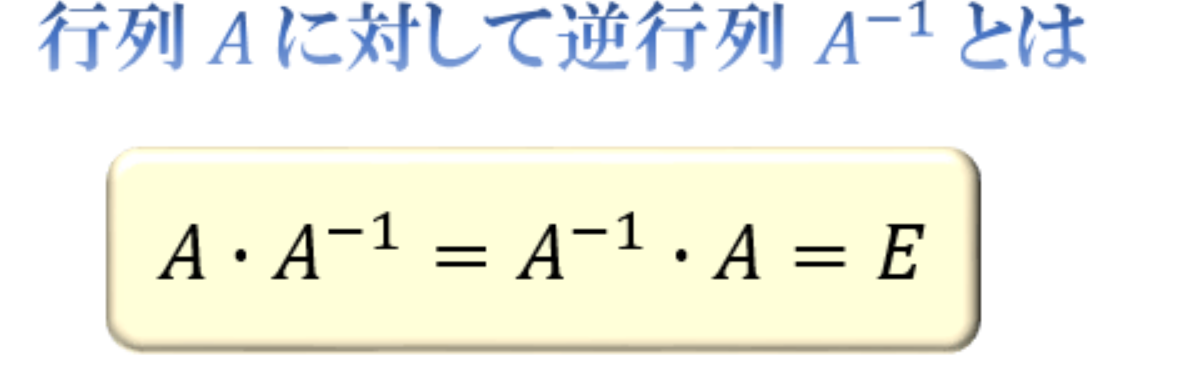 行列 A に対して逆行列 A⁻¹ とは
A · A⁻¹ = A⁻¹ · A = E